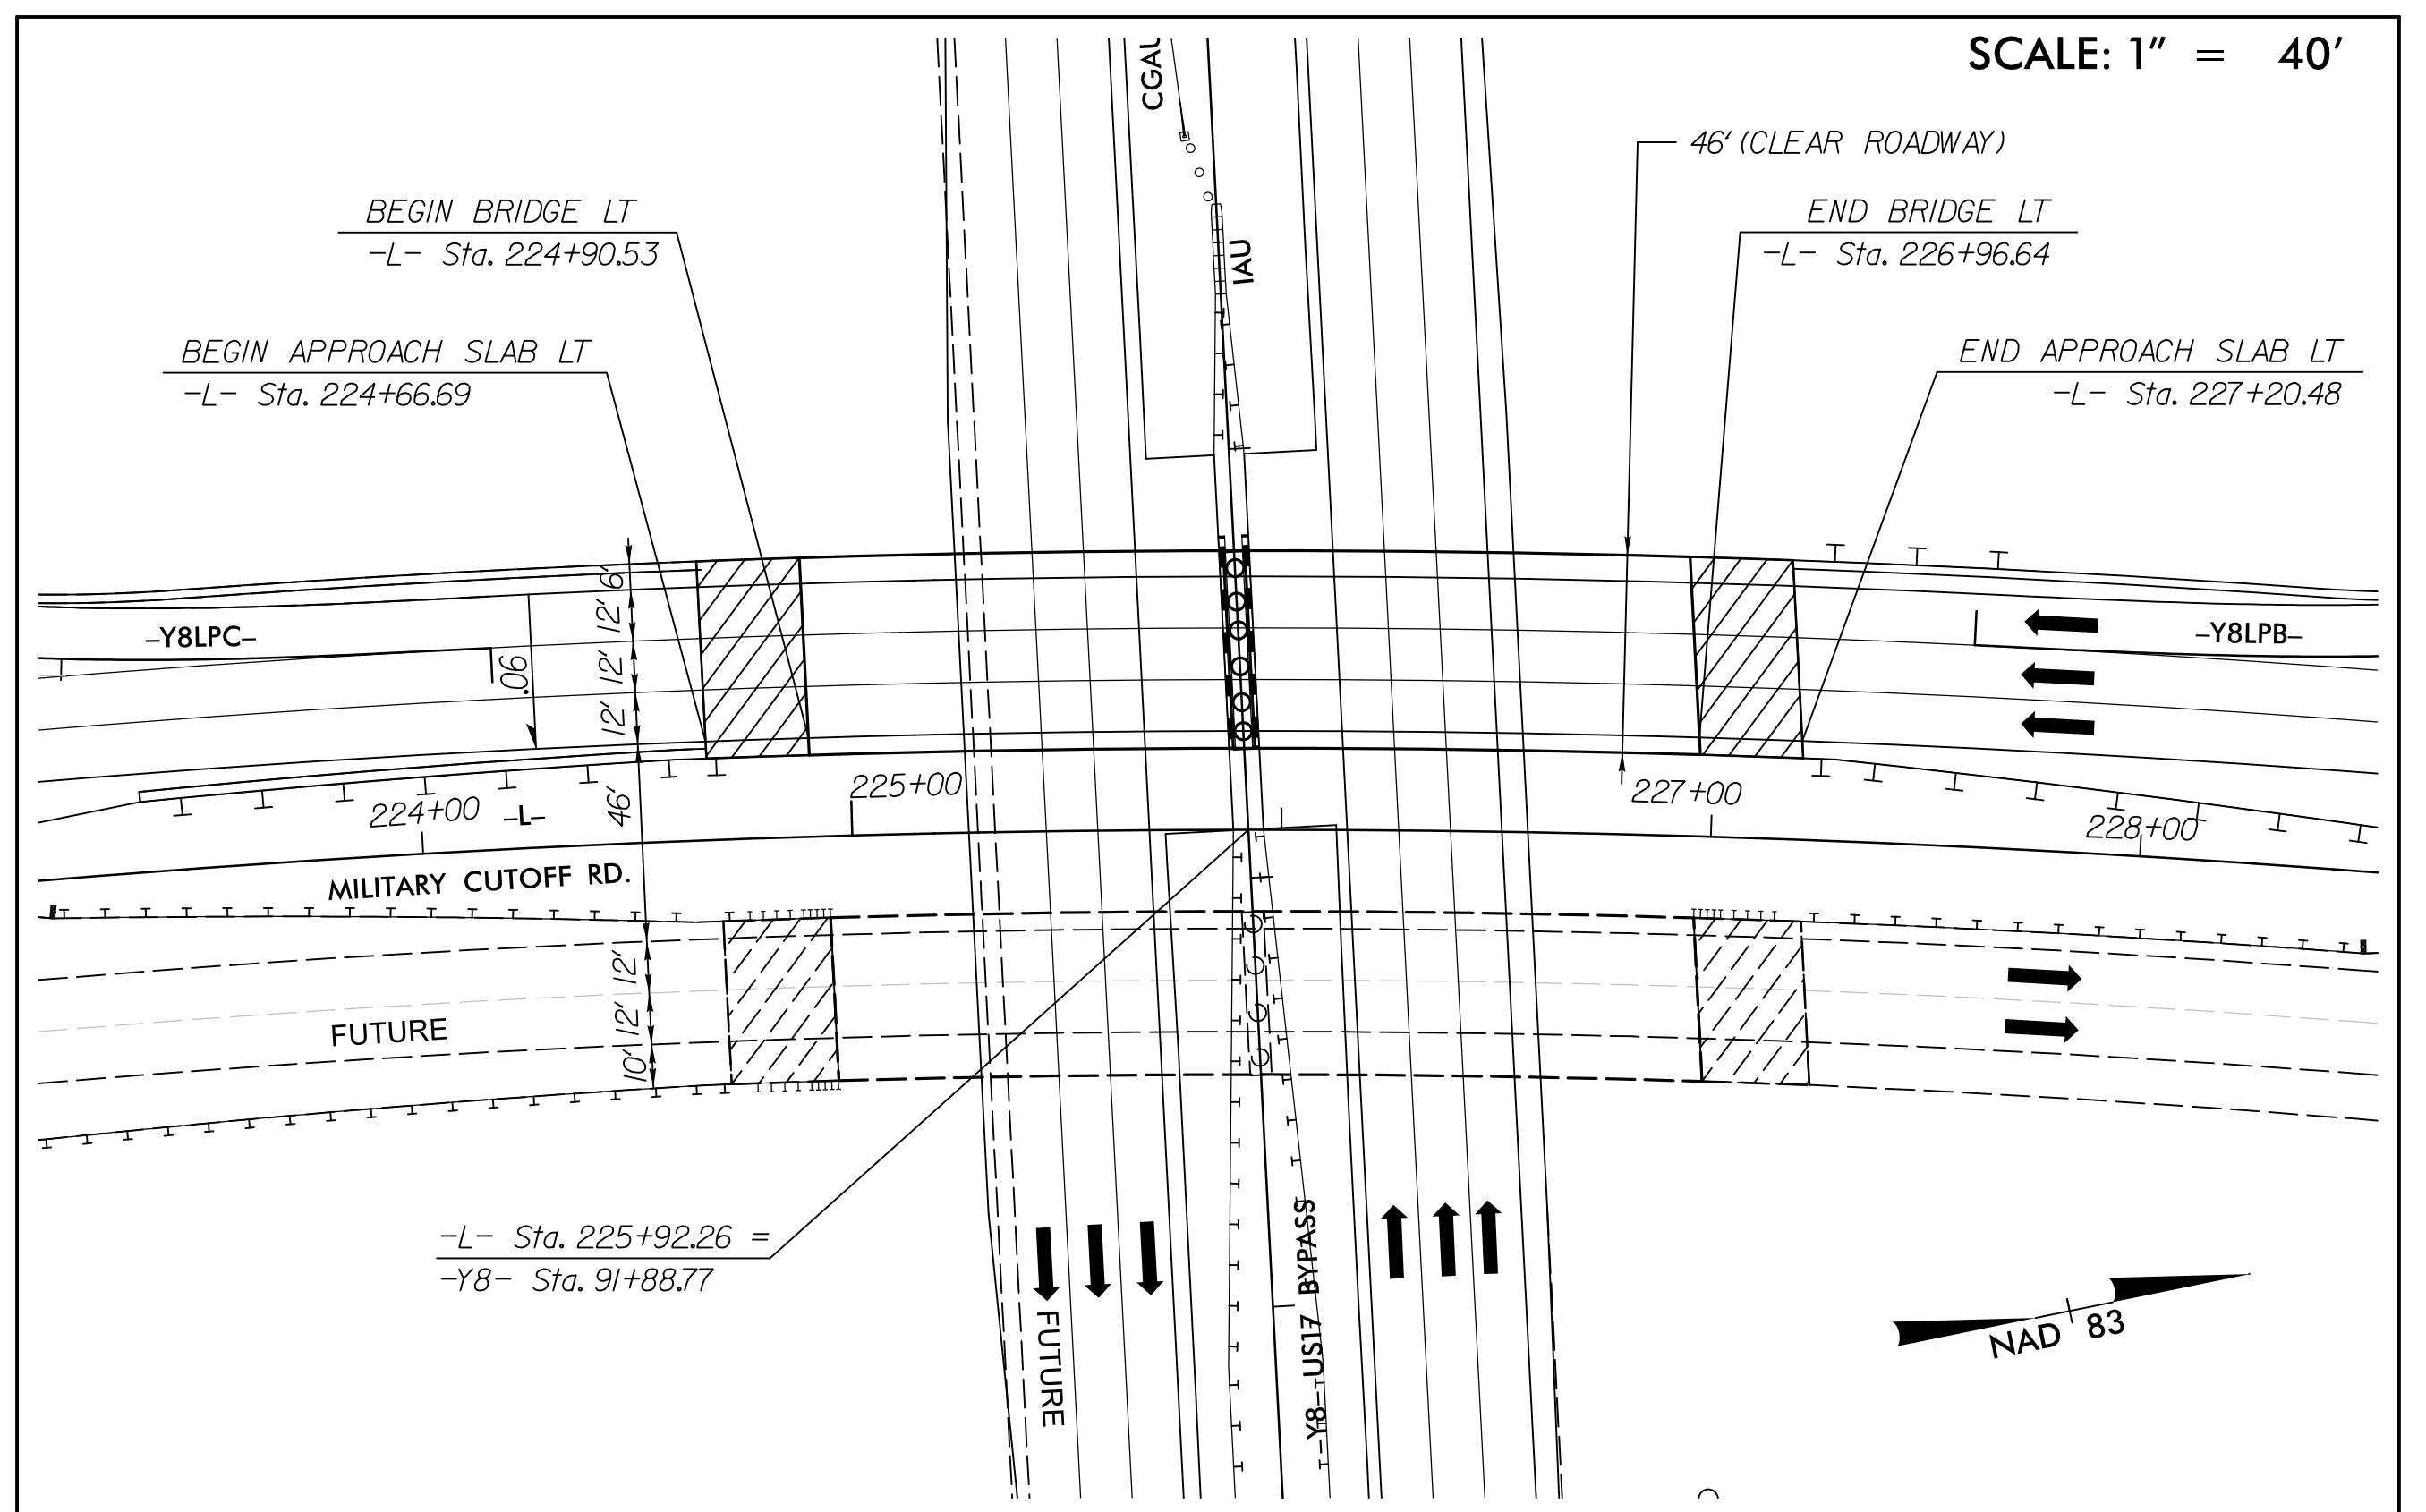 SCALE: 1" = 40'
CGAU
46' (CLEAR ROADWAY)
BEGIN BRIDGE LT
-L- Sta. 224+90.53
END BRIDGE LT
-L- Sta. 226+96.64
IAU
BEGIN APPROACH SLAB LT
-L- Sta. 224+66.69
END APPROACH SLAB LT
-L- Sta. 227+20.48
6'
12'
12'
12'
46'
12'
12'
10'
-Y8LPC-
-Y8LPB-
.06
224+00
-L-
225+00
227+00
228+00
MILITARY CUTOFF RD.
FUTURE
-L- Sta. 225+92.26 =
-Y8- Sta. 91+88.77
FUTURE
-Y8- US17 BYPASS
NAD 83